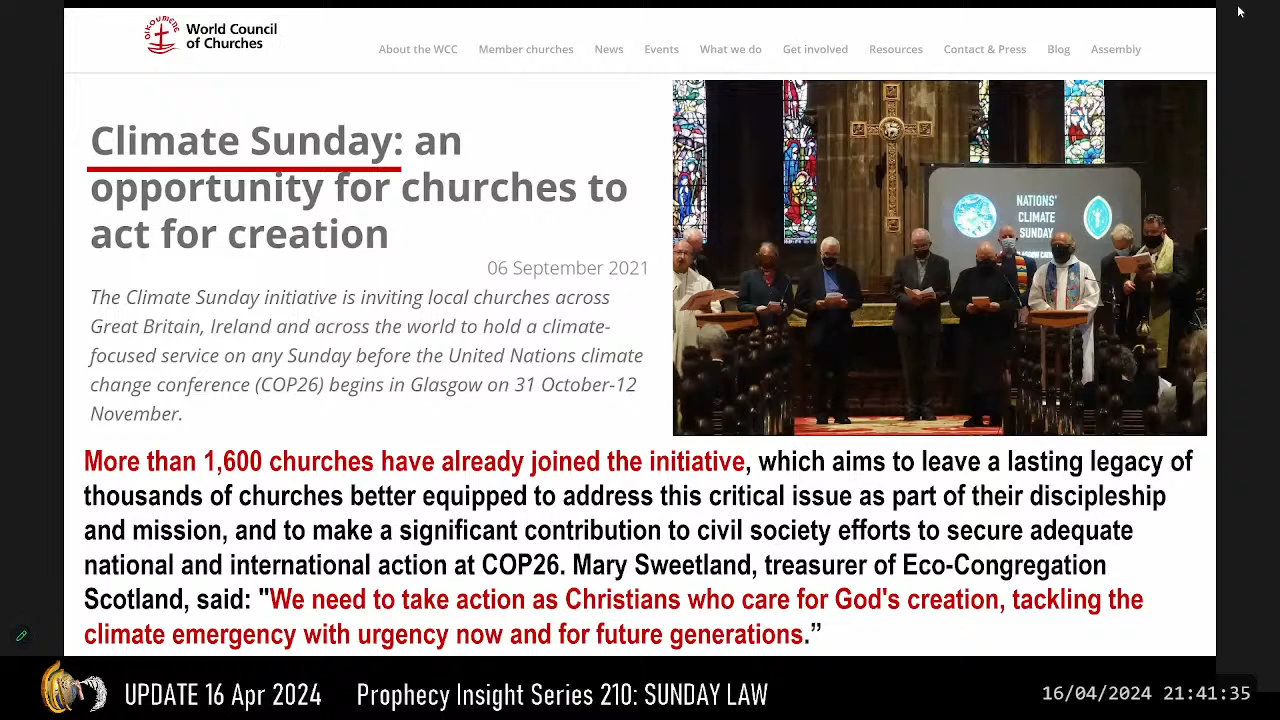 ΟΙΚΟΥΜΕΝΗ
World Council
of Churches
About the WCC Member churches News Events What we do Get involved Resources Contact & Press Blog Assembly
Climate Sunday: an
opportunity for churches to
act for creation
06 September 2021
The Climate Sunday initiative is inviting local churches across
Great Britain, Ireland and across the world to hold a climate-
focused service on any Sunday before the United Nations climate
change conference (COP26) begins in Glasgow on 31 October-12
November.
NATIONS'
CLIMATE
SUNDAY
More than 1,600 churches have already joined the initiative, which aims to leave a lasting legacy of
thousands of churches better equipped to address this critical issue as part of their discipleship
and mission, and to make a significant contribution to civil society efforts to secure adequate
national and international action at COP26. Mary Sweetland, treasurer of Eco-Congregation
Scotland, said: "We need to take action as Christians who care for God's creation, tackling the
climate emergency with urgency now and for future generations.”
UPDATE 16 Apr 2024 Prophecy Insight Series 210: SUNDAY LAW
16/04/2024 21:41:35